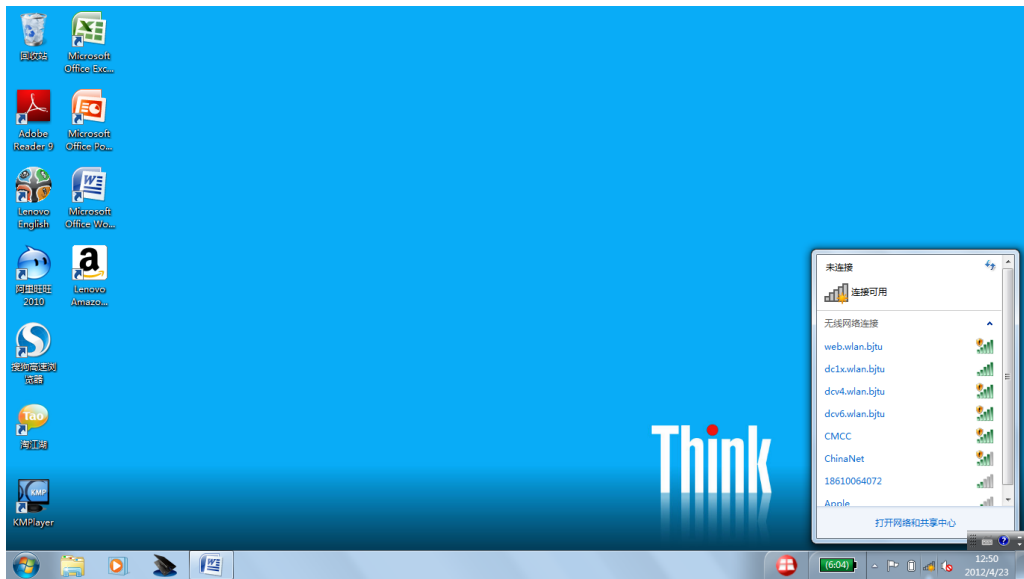 回收站
Microsoft
Office Exc...
Adobe
Reader 9
Microsoft
Office Po...
Lenovo
English
Microsoft
Office Wo...
阿里旺旺
2010
a
Lenovo
Amazo...
搜狗高速浏
览器
Tao
淘江湖
KMP
KMPlayer
Think
未连接
连接可用
无线网络连接
web.wlan.bjtu
dc1x.wlan.bjtu
dcv4.wlan.bjtu
dcv6.wlan.bjtu
CMCC
ChinaNet
18610064072
Apple
打开网络和共享中心
(6:04)
12:50
2012/4/23